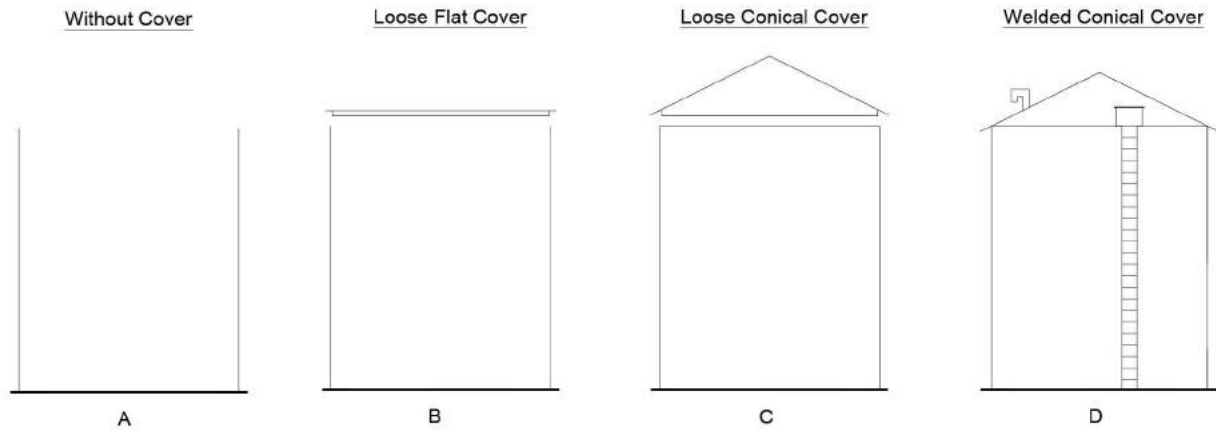 Without Cover
Loose Flat Cover
Loose Conical Cover
Welded Conical Cover
A
B
C
D